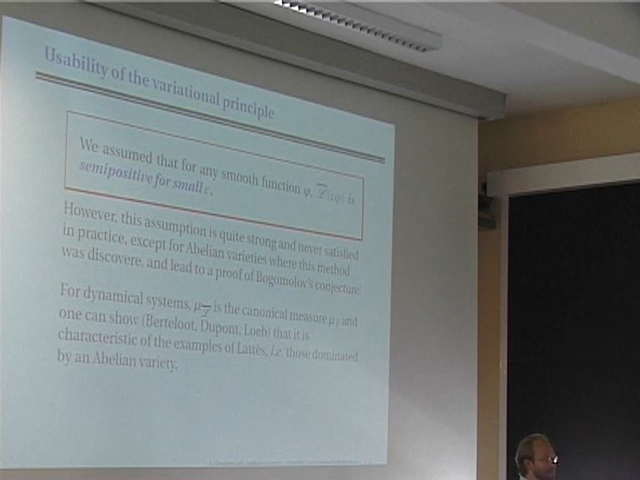 Usability of the variational principle
We assumed that for any smooth function φ, ℒ̅(εφ) is
semipositive for small ε.
However, this assumption is quite strong and never satisfied
in practice, except for Abelian varieties where this method
was discovere, and lead to a proof of Bogomolov's conjecture!
For dynamical systems, μ_ℒ̅ is the canonical measure μ_f and
one can show (Berteloot, Dupont, Loeb) that it is
characteristic of the examples of Lattès, i.e. those dominated
by an Abelian variety.